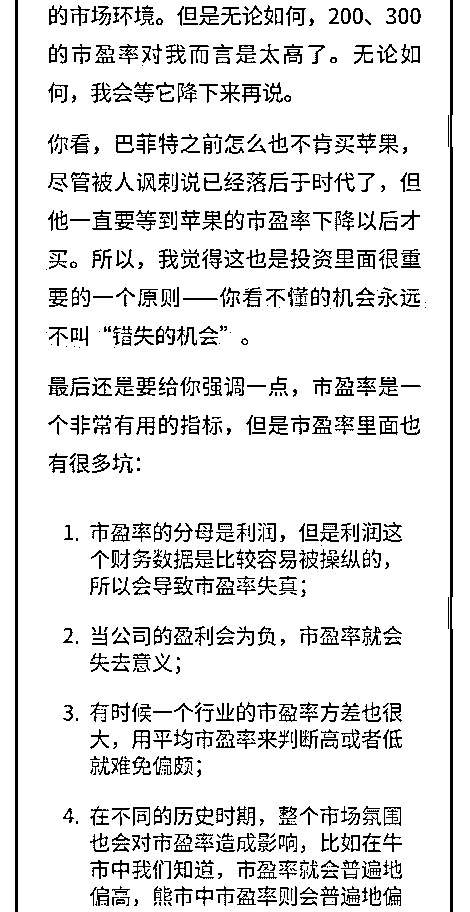 的市场环境。但是无论如何，200、300
的市盈率对我而言是太高了。无论如
何，我会等它降下来再说。
你看，巴菲特之前怎么也不肯买苹果，
尽管被人讽刺说已经落后于时代了，但
他一直要等到苹果的市盈率下降以后才
买。所以，我觉得这也是投资里面很重
要的一个原则——你看不懂的机会永远
不叫“错失的机会”。
最后还是要给你强调一点，市盈率是一
个非常有用的指标，但是市盈率里面也
有很多坑：
1. 市盈率的分母是利润，但是利润这
个财务数据是比较容易被操纵的，
所以会导致市盈率失真；
2. 当公司的盈利会为负，市盈率就会
失去意义；
3. 有时候一个行业的市盈率方差也很
大，用平均市盈率来判断高或者低
就难免偏颇；
4. 在不同的历史时期，整个市场氛围
也会对市盈率造成影响，比如在牛
市中我们知道，市盈率就会普遍地
偏高，熊市中市盈率则会普遍地偏